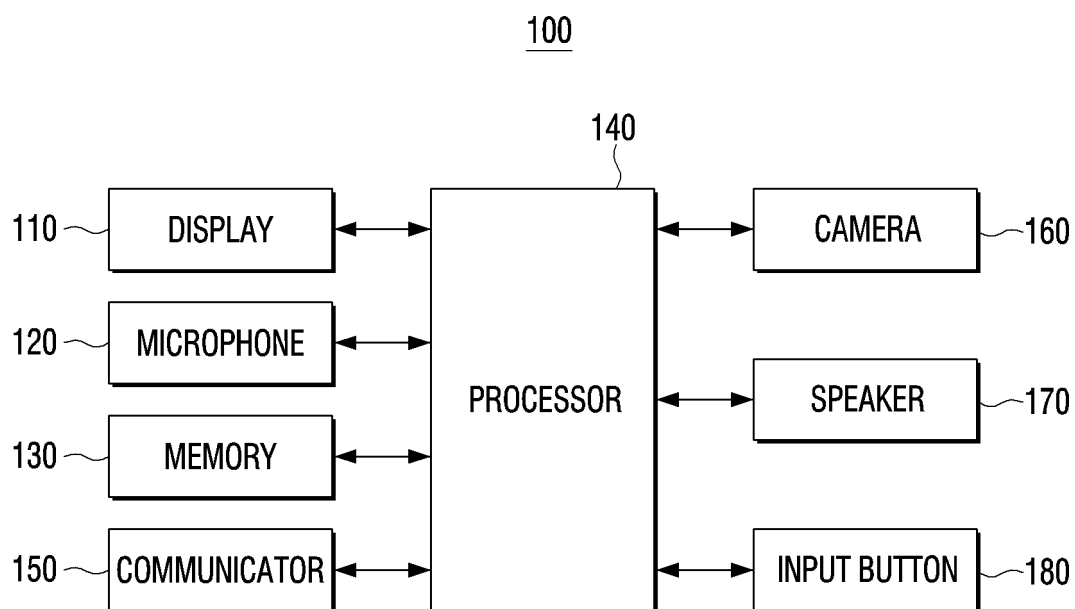 100
140
110 DISPLAY
CAMERA 160
120 MICROPHONE
PROCESSOR
SPEAKER 170
130 MEMORY
150 COMMUNICATOR
INPUT BUTTON 180